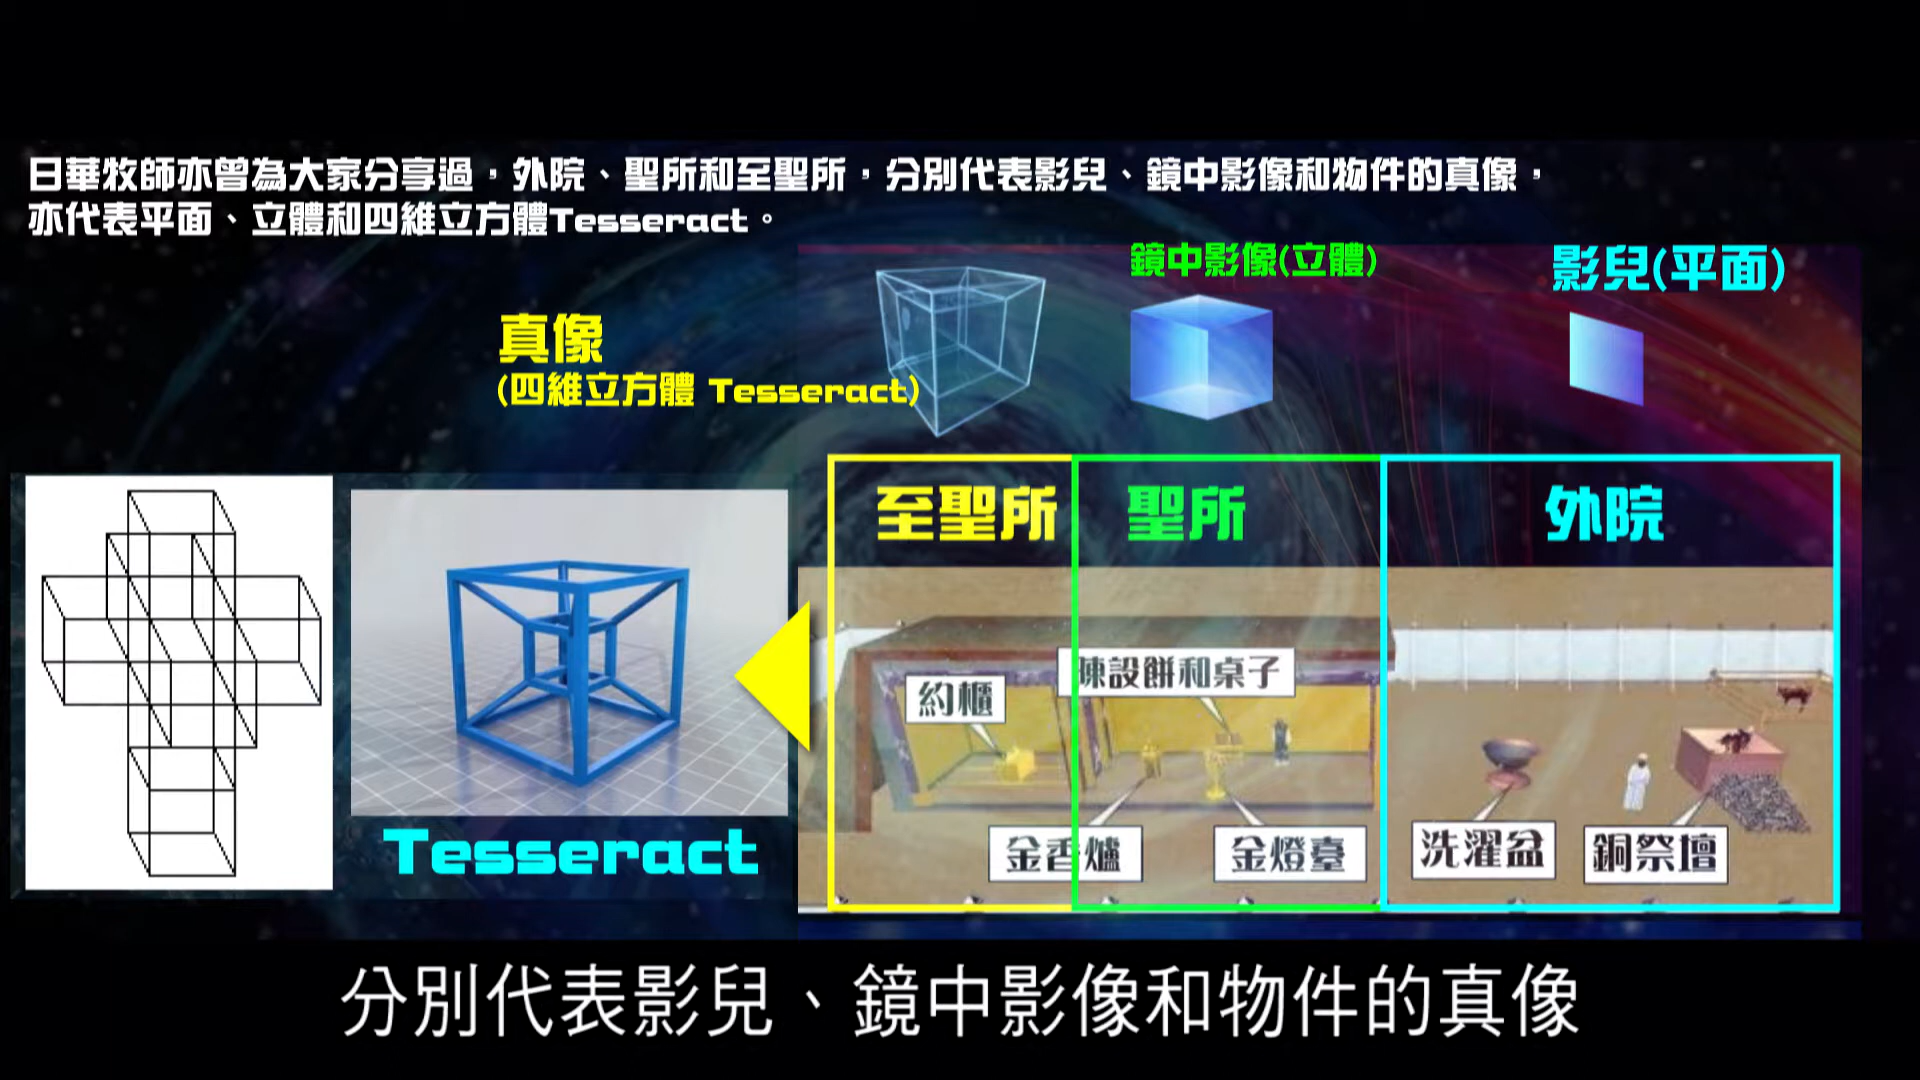 日華牧師亦曾為大家分享過，外院、聖所和至聖所，分別代表影兒、鏡中影像和物件的真像，
亦代表平面、立體和四維立方體Tesseract。
鏡中影像(立體)
影兒(平面)
真像
(四維立方體 Tesseract)
至聖所
聖所
外院
約櫃
陳設餅和桌子
金香爐
金燈臺
洗濯盆
銅祭壇
Tesseract
分別代表影兒、鏡中影像和物件的真像